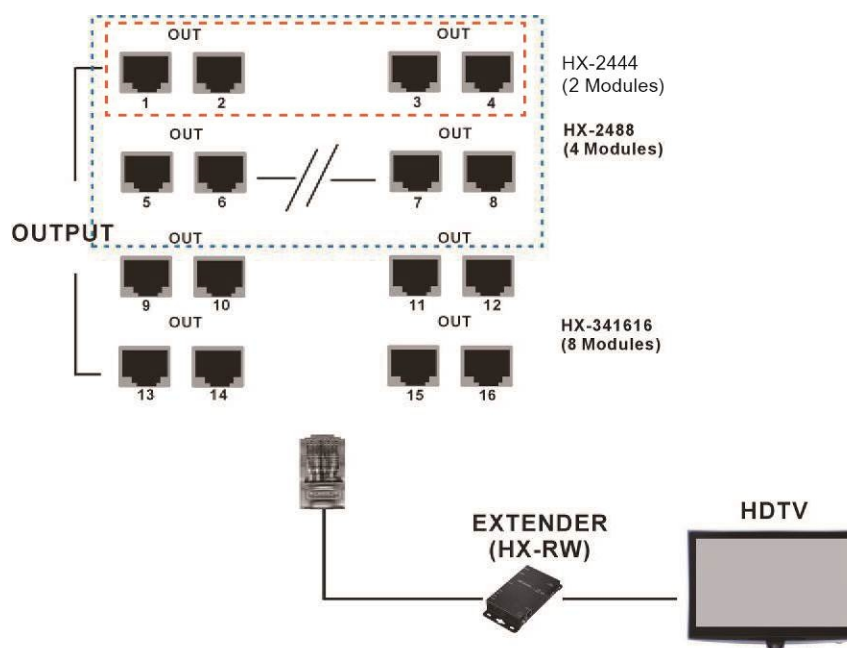 OUT OUT
1 2 3 4
HX-2444
(2 Modules)
OUT OUT
5 6 7 8
HX-2488
(4 Modules)
OUTPUT
OUT OUT
9 10 11 12
OUT OUT
13 14 15 16
HX-341616
(8 Modules)
EXTENDER
(HX-RW)
HDTV